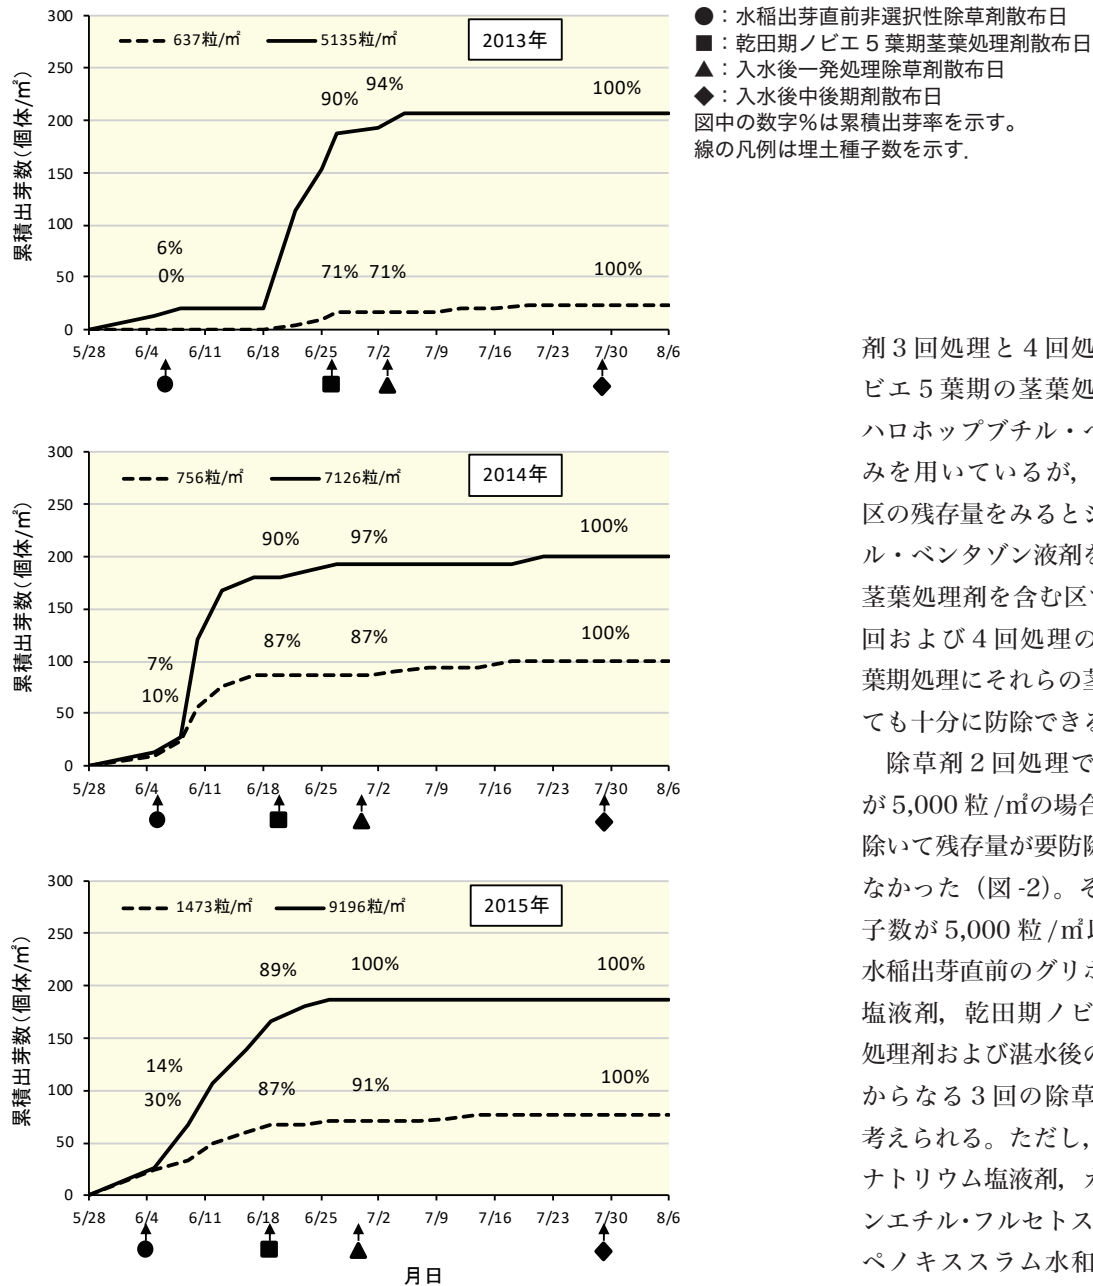 ●：水稲出芽直前非選択性除草剤散布日
■：乾田期ノビエ５葉期茎葉処理剤散布日
▲：入水後一発処理除草剤散布日
◆：入水後中後期剤散布日
図中の数字％は累積出芽率を示す。
線の凡例は埋土種子数を示す.
累積出芽数（個体/㎡）
637粒/㎡ 5135粒/㎡
2013年
300
250
200
150
100
50
0
6%
0%
90%
94%
100%
71%
71%
100%
5/28 6/4 6/11 6/18 6/25 7/2 7/9 7/16 7/23 7/30 8/6
累積出芽数（個体/㎡）
756粒/㎡ 7126粒/㎡
2014年
300
250
200
150
100
50
0
7%
10%
90%
97%
100%
87%
87%
100%
5/28 6/4 6/11 6/18 6/25 7/2 7/9 7/16 7/23 7/30 8/6
累積出芽数（個体/㎡）
1473粒/㎡ 9196粒/㎡
2015年
300
250
200
150
100
50
0
14%
30%
89%
100%
100%
87%
91%
100%
5/28 6/4 6/11 6/18 6/25 7/2 7/9 7/16 7/23 7/30 8/6
月日
剤３回処理と４回処
ビエ５葉期の茎葉処
ハロホップブチル・ベ
みを用いているが，
区の残存量をみるとシ
ル・ベンタゾン液剤を
茎葉処理剤を含む区
回および４回処理の
葉期処理にそれらの茎
ても十分に防除できる
除草剤２回処理で
が5,000 粒 /㎡の場合
除いて残存量が要防除
なかった（図 -2）。そ
子数が 5,000 粒 /㎡以
水稲出芽直前のグリホ
塩液剤，乾田期ノビ
処理剤および湛水後の
からなる３回の除草
考えられる。ただし，
ナトリウム塩液剤，
ンエチル・フルセトス
ペノキススラム水和